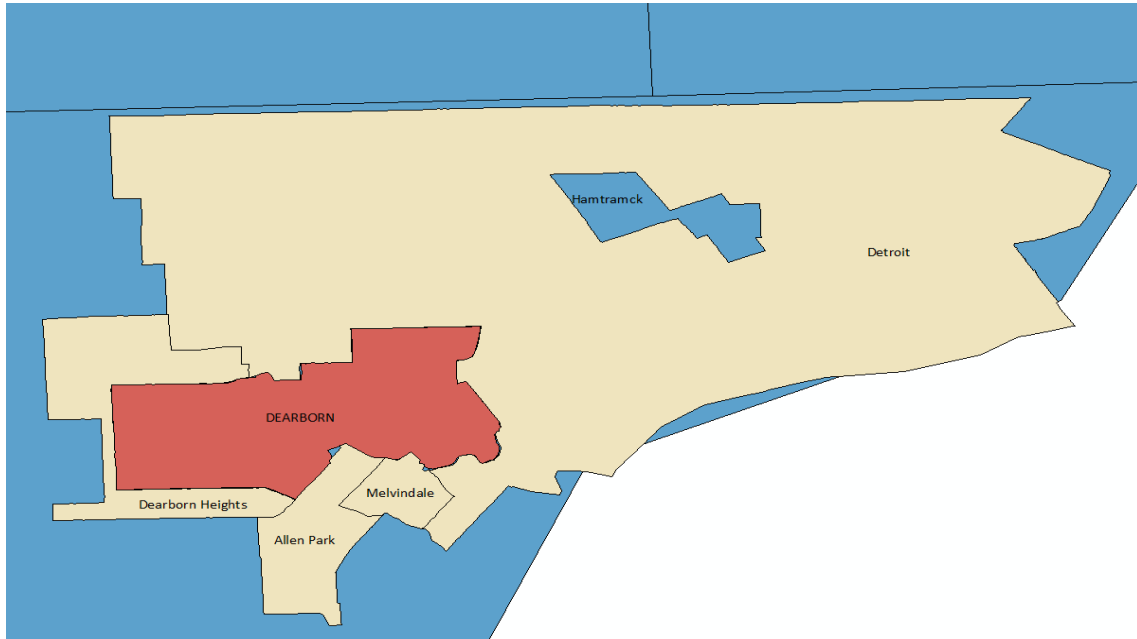 Hamtramck
Detroit
DEARBORN
Melvindale
Dearborn Heights
Allen Park